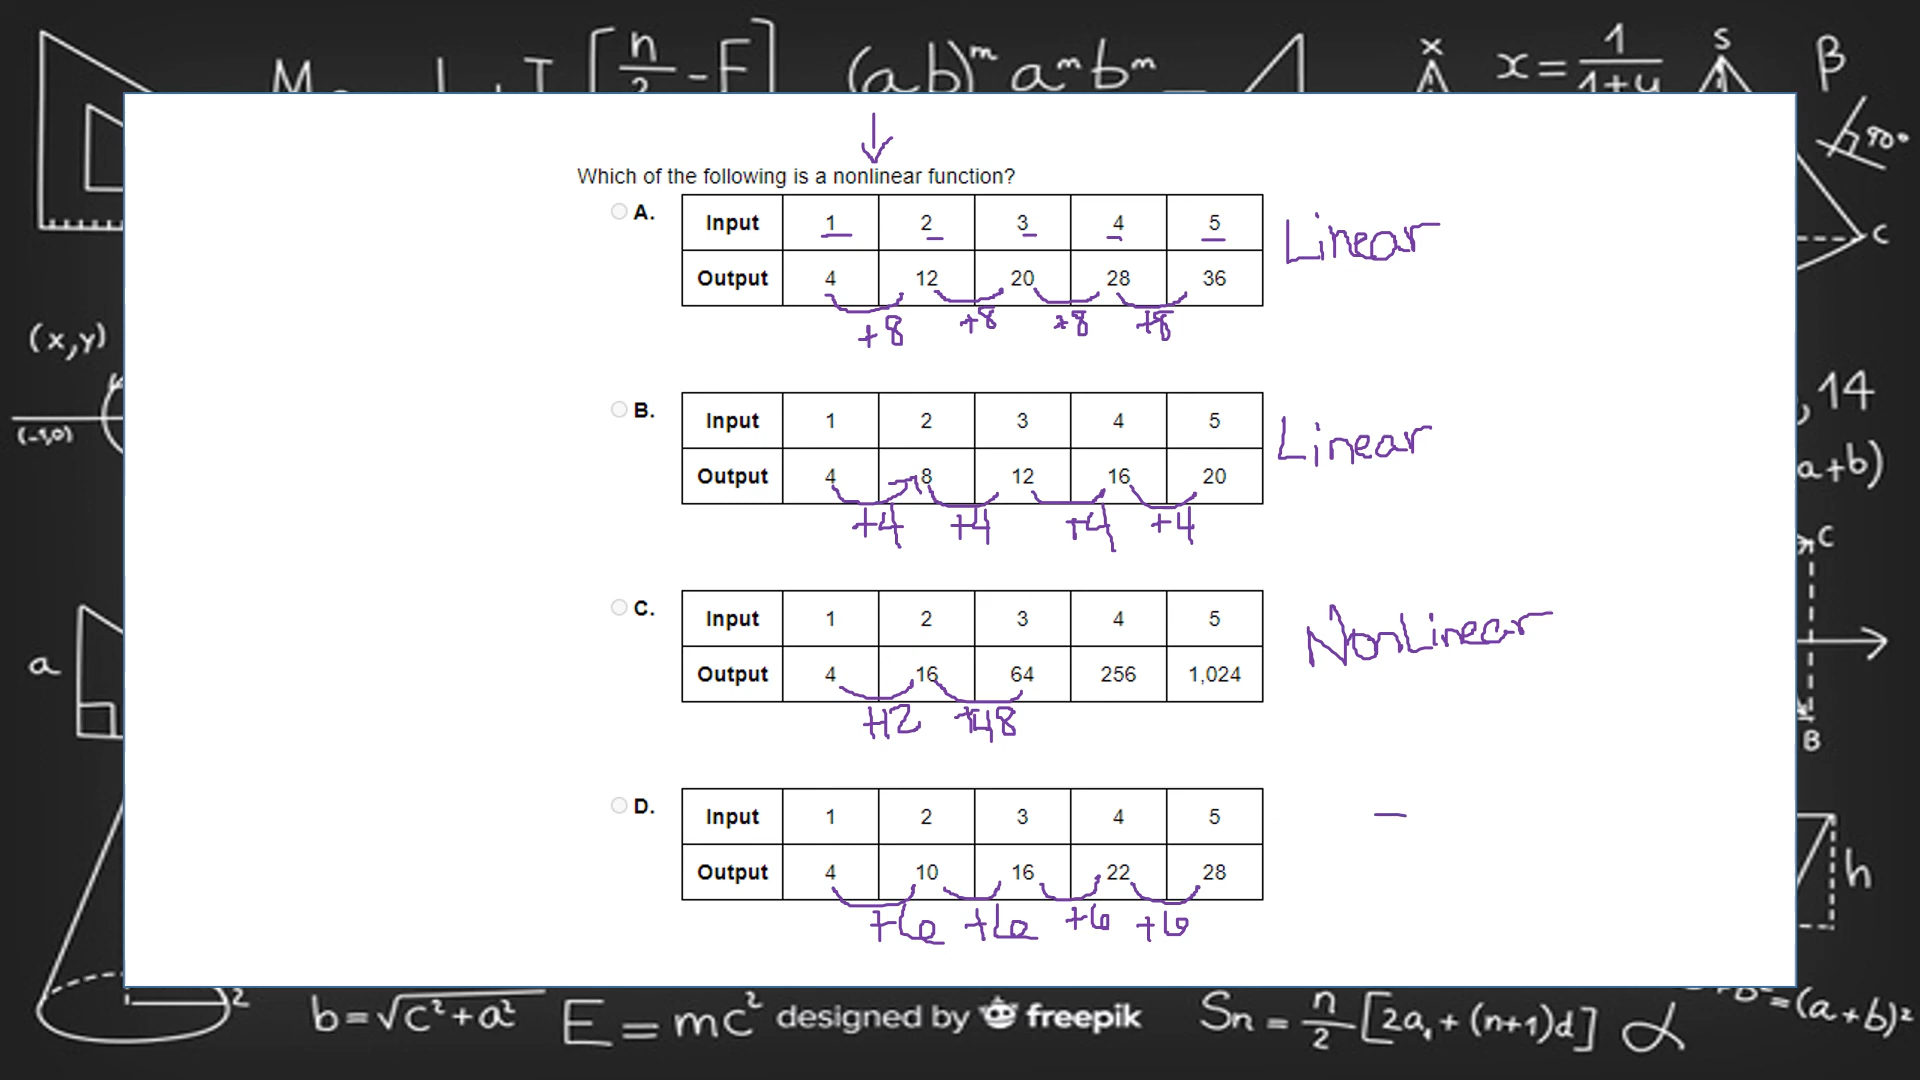 (ab)ᵐ aᵐbᵐ
x = 1/(1+y
S
β
90°
C
Which of the following is a nonlinear function?
A.
Input 1 2 3 4 5
Output 4 12 20 28 36
Linear
+8 +8 +8 +8
(x,y)
(-1,0)
, 14
a+b)
B.
Input 1 2 3 4 5
Output 4 8 12 16 20
Linear
+4 +4 +4 +4
C
C.
Input 1 2 3 4 5
Output 4 16 64 256 1,024
NonLinear
+12 +48
a
B
D.
Input 1 2 3 4 5
Output 4 10 16 22 28
+6 +6 +6 +6
h
b=√c²+a² E=mc² designed by freepik Sn = n/2 [2a₁+(n+1)d] α =(a+b)²